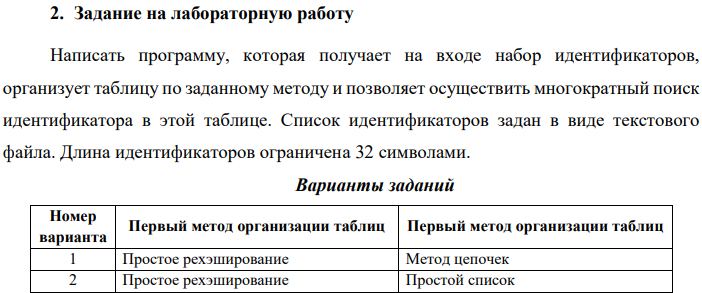 2. Задание на лабораторную работу
Написать программу, которая получает на входе набор идентификаторов,
организует таблицу по заданному методу и позволяет осуществить многократный поиск
идентификатора в этой таблице. Список идентификаторов задан в виде текстового
файла. Длина идентификаторов ограничена 32 символами.
Варианты заданий
Номер варианта Первый метод организации таблиц Первый метод организации таблиц
1 Простое рехэширование Метод цепочек
2 Простое рехэширование Простой список